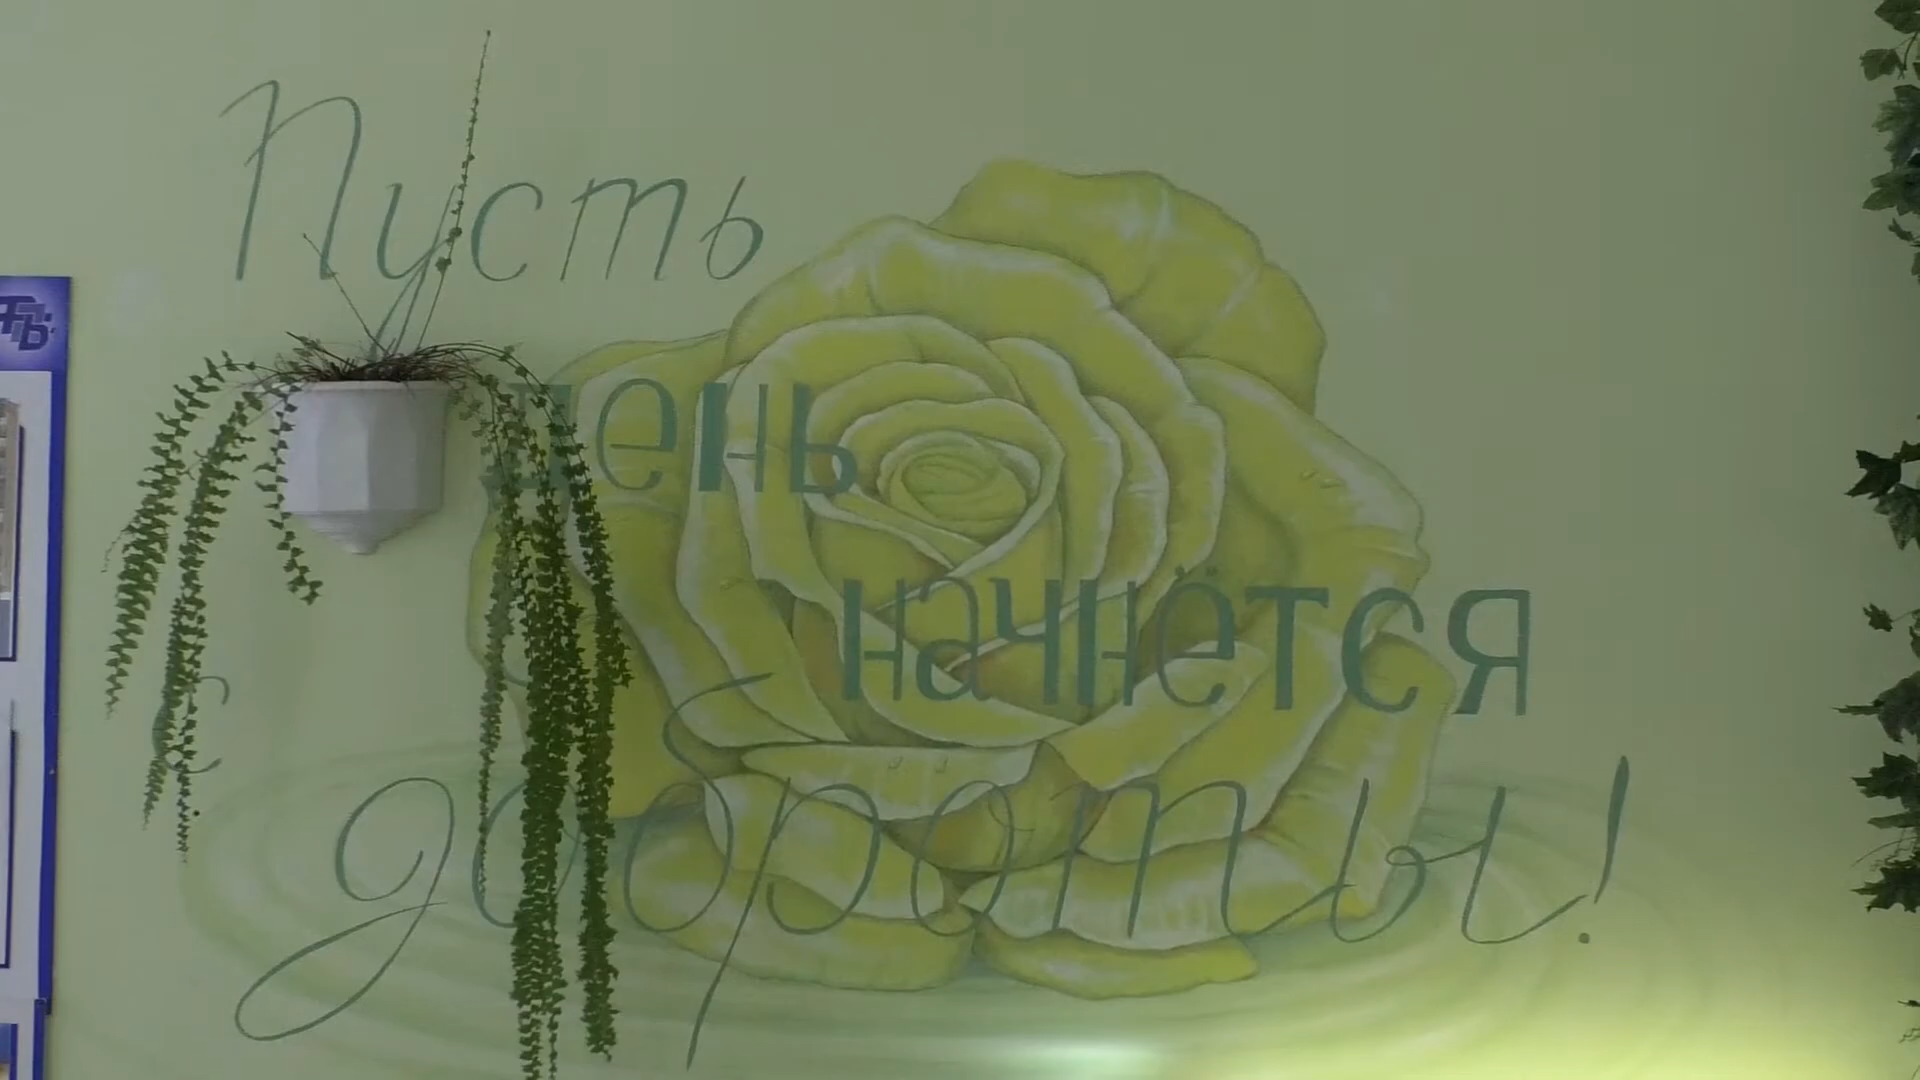 Пусть
день
начнётся
с
доброты!